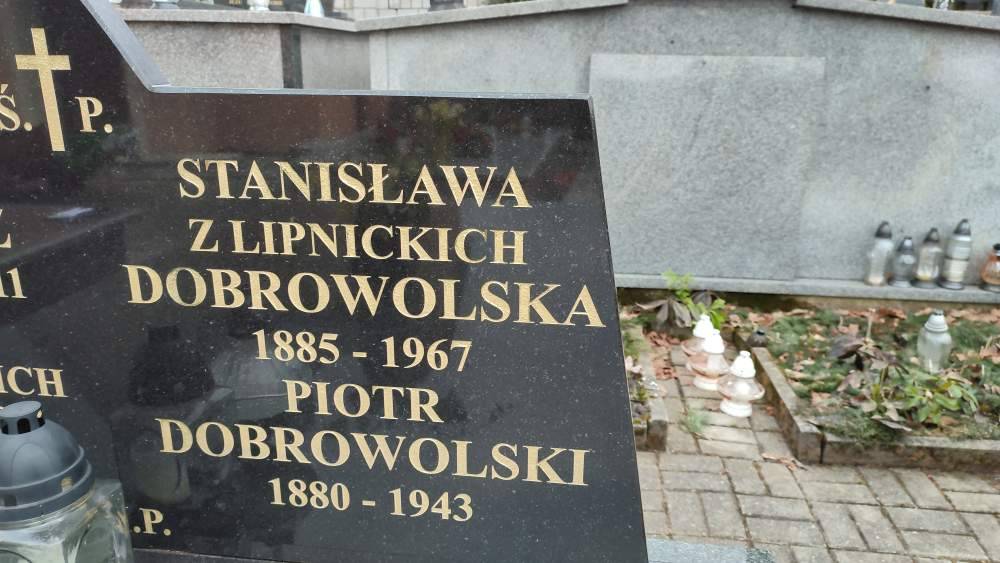 Ś. P.
STANISŁAWA
Z LIPNICKICH
DOBROWOLSKA
1885 - 1967
PIOTR
DOBROWOLSKI
1880 - 1943